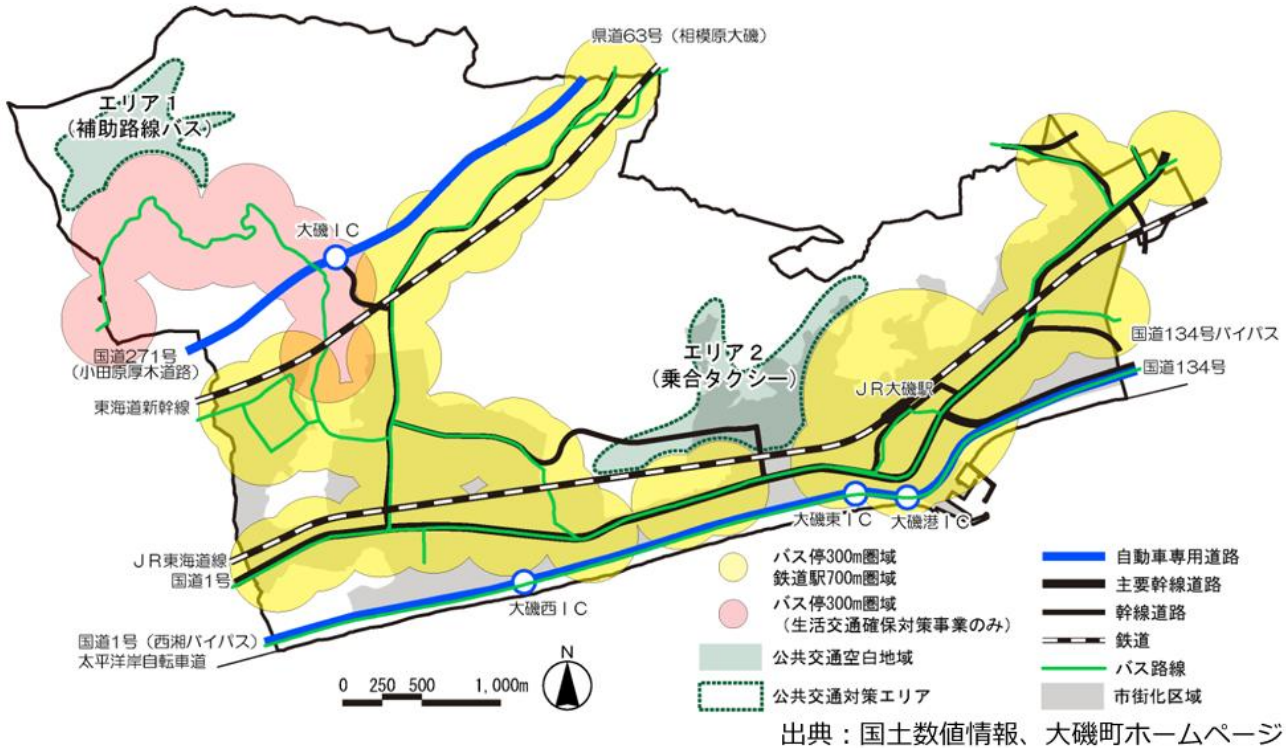 県道63号（相模原大磯）
エリア1
（補助路線バス）
大磯ＩＣ
国道271号
（小田原厚木道路）
東海道新幹線
エリア2
（乗合タクシー）
ＪＲ大磯駅
国道134号バイパス
国道134号
大磯東ＩＣ
大磯港ＩＣ
ＪＲ東海道線
国道1号
大磯西ＩＣ
国道1号（西湘バイパス）
太平洋岸自転車道
0 250 500 1,000m
N
バス停300m圏域
鉄道駅700m圏域
バス停300m圏域
（生活交通確保対策事業のみ）
公共交通空白地域
公共交通対策エリア
自動車専用道路
主要幹線道路
幹線道路
鉄道
バス路線
市街化区域
出典：国土数値情報、大磯町ホームページ